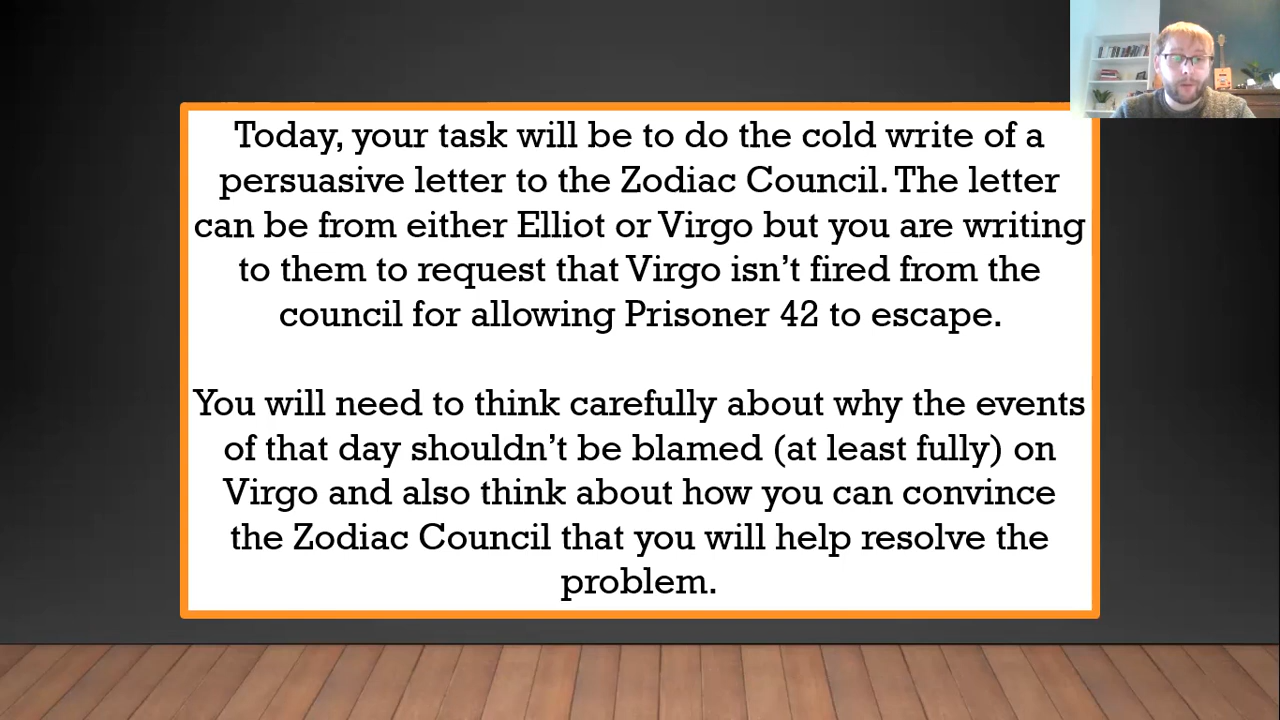 Today, your task will be to do the cold write of a
persuasive letter to the Zodiac Council. The letter
can be from either Elliot or Virgo but you are writing
to them to request that Virgo isn’t fired from the
council for allowing Prisoner 42 to escape.
You will need to think carefully about why the events
of that day shouldn’t be blamed (at least fully) on
Virgo and also think about how you can convince
the Zodiac Council that you will help resolve the
problem.